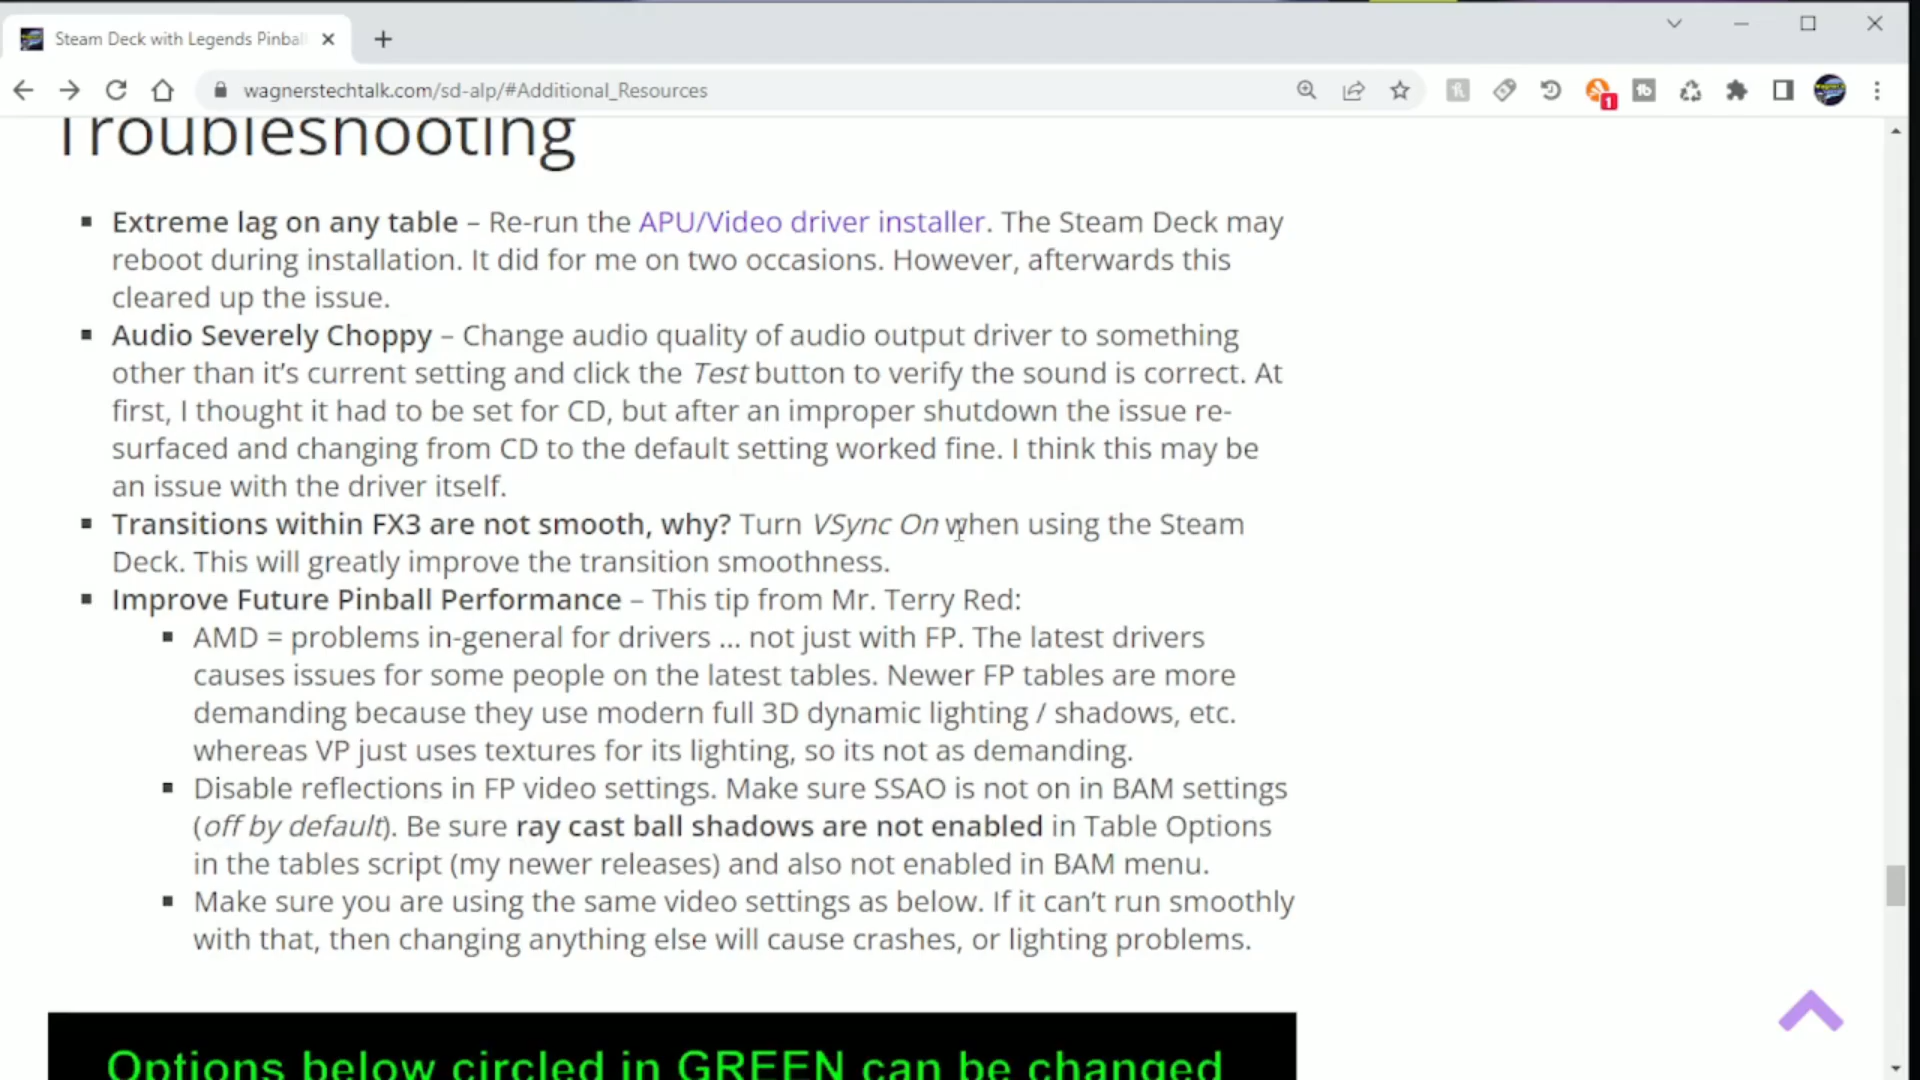 Steam Deck with Legends Pinbal
wagnerstechtalk.com/sd-alp/#Additional_Resources
1
Troubleshooting
Extreme lag on any table – Re-run the APU/Video driver installer. The Steam Deck may
reboot during installation. It did for me on two occasions. However, afterwards this
cleared up the issue.
Audio Severely Choppy – Change audio quality of audio output driver to something
other than it's current setting and click the Test button to verify the sound is correct. At
first, I thought it had to be set for CD, but after an improper shutdown the issue re-
surfaced and changing from CD to the default setting worked fine. I think this may be
an issue with the driver itself.
Transitions within FX3 are not smooth, why? Turn VSync On when using the Steam
Deck. This will greatly improve the transition smoothness.
Improve Future Pinball Performance – This tip from Mr. Terry Red:
AMD = problems in-general for drivers ... not just with FP. The latest drivers
causes issues for some people on the latest tables. Newer FP tables are more
demanding because they use modern full 3D dynamic lighting / shadows, etc.
whereas VP just uses textures for its lighting, so its not as demanding.
Disable reflections in FP video settings. Make sure SSAO is not on in BAM settings
(off by default). Be sure ray cast ball shadows are not enabled in Table Options
in the tables script (my newer releases) and also not enabled in BAM menu.
Make sure you are using the same video settings as below. If it can't run smoothly
with that, then changing anything else will cause crashes, or lighting problems.
Options below circled in GREEN can be changed